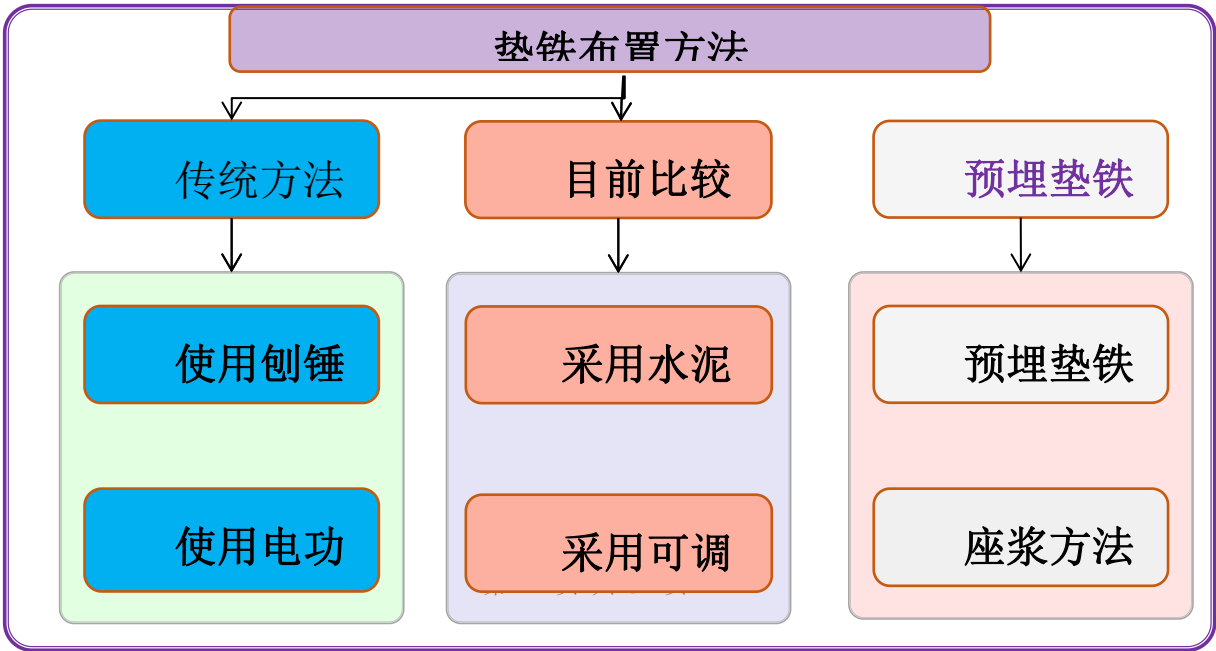 垫铁布置方法
传统方法
目前比较
预埋垫铁
使用刨锤
采用水泥
预埋垫铁
使用电功
采用可调
座浆方法